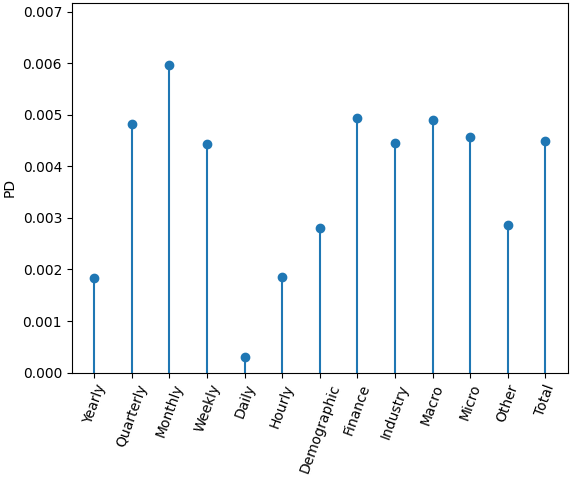 0.007
0.006
0.005
0.004
0.003
0.002
0.001
0.000
PD
Yearly
Quarterly
Monthly
Weekly
Daily
Hourly
Demographic
Finance
Industry
Macro
Micro
Other
Total